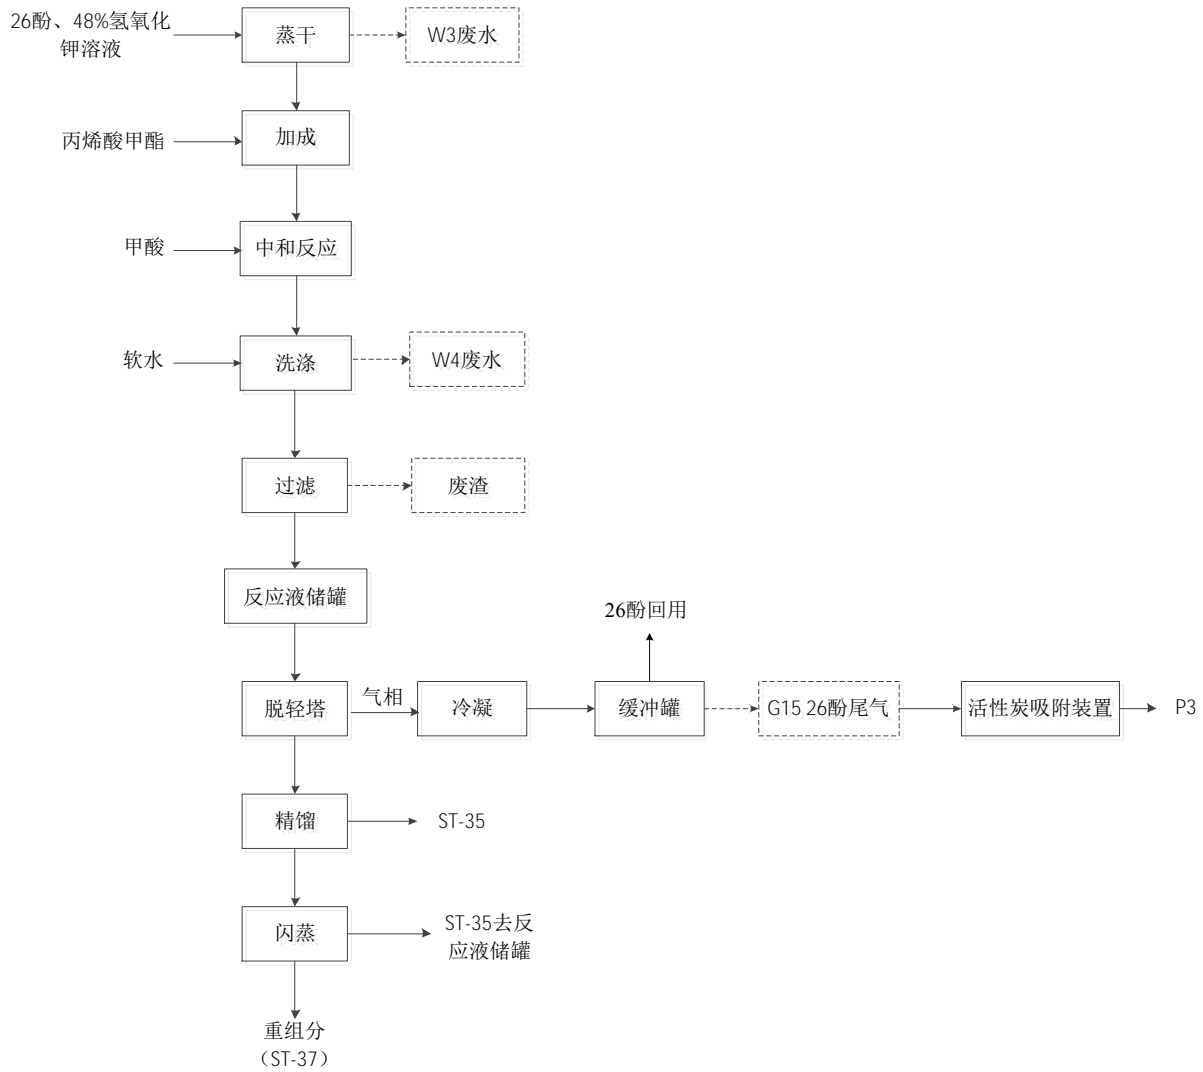 26酚、48%氢氧化
钾溶液
蒸干
W3废水
丙烯酸甲酯
加成
甲酸
中和反应
软水
洗涤
W4废水
过滤
废渣
反应液储罐
26酚回用
脱轻塔
气相
冷凝
缓冲罐
G15 26酚尾气
活性炭吸附装置
P3
精馏
ST-35
闪蒸
ST-35去反
应液储罐
重组分
（ST-37）